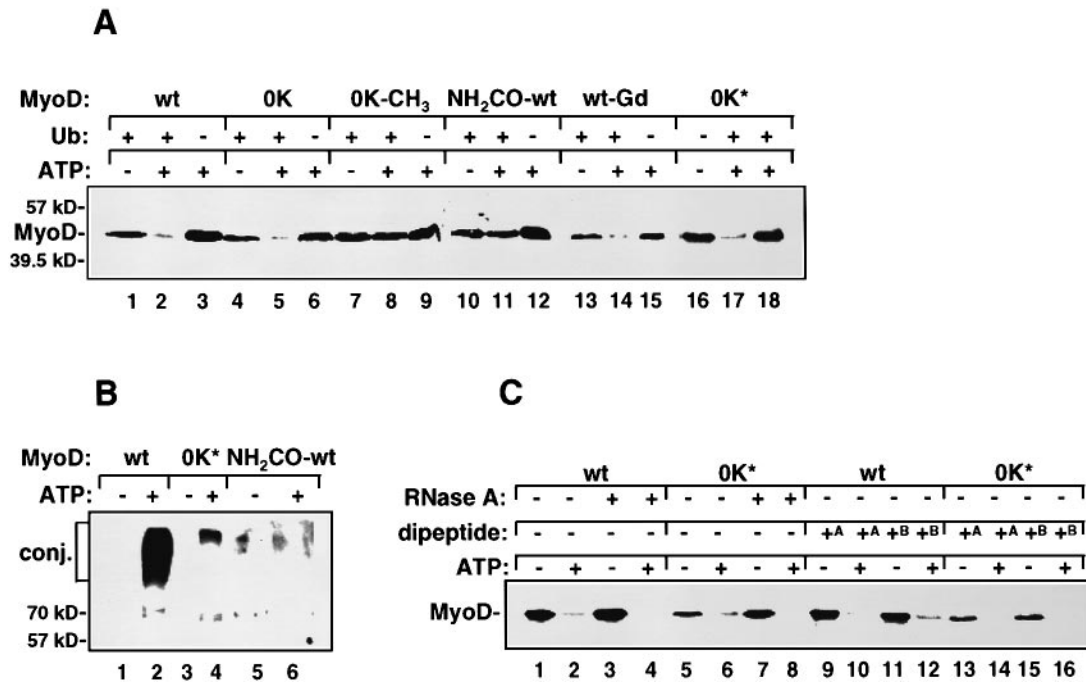 A
MyoD: wt 0K 0K-CH3 NH2CO-wt wt-Gd 0K*
Ub: + + - + + - + + - + + - + + - - + +
ATP: - + + - + + - + + - + + - + + - + +
57 kD-
MyoD-
39.5 kD-
1 2 3 4 5 6 7 8 9 10 11 12 13 14 15 16 17 18
B
MyoD: wt 0K* NH2CO-wt
ATP: - + - + - +
conj.
70 kD-
57 kD-
1 2 3 4 5 6
C
wt 0K* wt 0K*
RNase A: - - + + - - + + - - - - - - - -
dipeptide: - - - - - - - - +A +A +B +B +A +A +B +B
ATP: - + - + - + - + - + - + - + - +
MyoD-
1 2 3 4 5 6 7 8 9 10 11 12 13 14 15 16